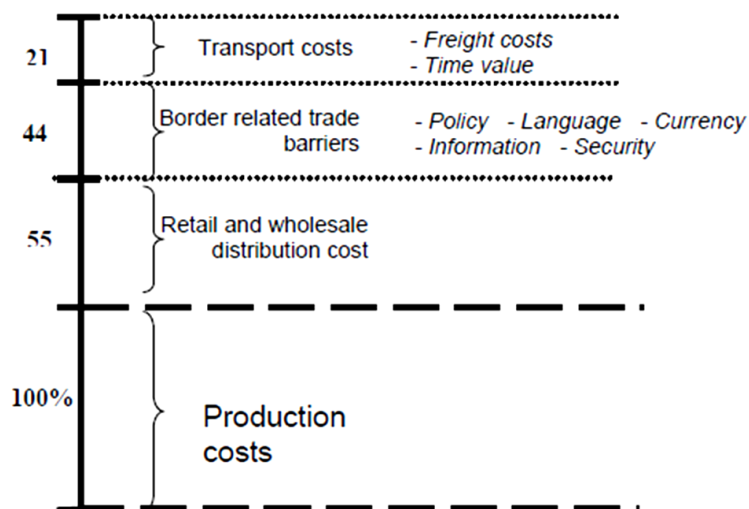 21
Transport costs
- Freight costs
- Time value
44
Border related trade
barriers
- Policy - Language - Currency
- Information - Security
55
Retail and wholesale
distribution cost
100%
Production
costs